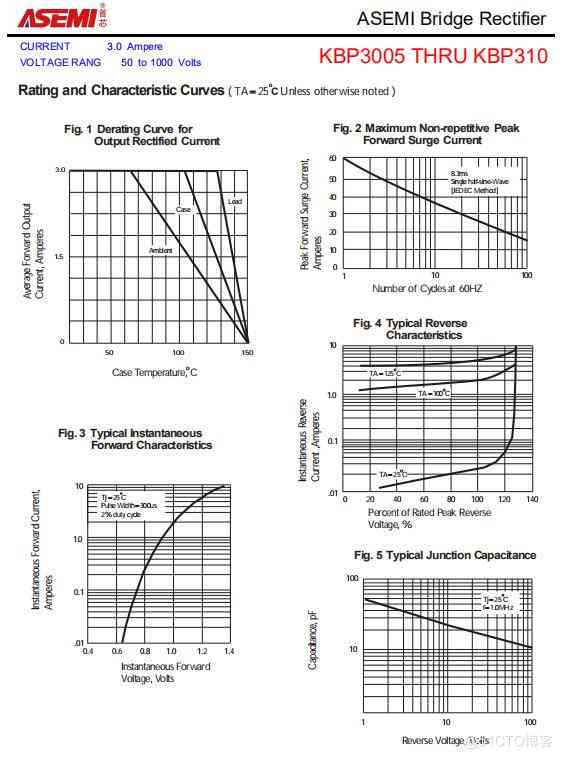 ASEMI 首芯
ASEMI Bridge Rectifier
CURRENT 3.0 Ampere
VOLTAGE RANG 50 to 1000 Volts
KBP3005 THRU KBP310
Rating and Characteristic Curves ( TA=25°C Unless otherwise noted )
Fig. 1 Derating Curve for
Output Rectified Current
Average Forward Output
Current, Amperes
3.0
1.5
0
Lead
Case
Ambient
50 100 150
Case Temperature,°C
Fig. 2 Maximum Non-repetitive Peak
Forward Surge Current
Peak Forward Surge Current,
Amperes
60
50
40
30
20
10
0
8.3ms
Single half-sine-Wave
[JEDEC Method]
1 10 100
Number of Cycles at 60HZ
Fig. 3 Typical Instantaneous
Forward Characteristics
Instantaneous Forward Current,
Amperes
10
1.0
0.1
.01
Tj=25°C
Pulse Width=300us
2% duty cycle
0.4 0.6 0.8 1.0 1.2 1.4
Instantaneous Forward
Voltage, Volts
Fig. 4 Typical Reverse
Characteristics
Instantaneous Reverse
Current ,Amperes
10
1.0
0.1
.01
TA=125°C
TA=100°C
TA=25°C
0 20 40 60 80 100 120 140
Percent of Rated Peak Reverse
Voltage, %
Fig. 5 Typical Junction Capacitance
Capacitance, pF
100
10
Tj=25°C
f=1.0MHz
1 10 100
Reverse Voltage, Volts
@51CTO博客